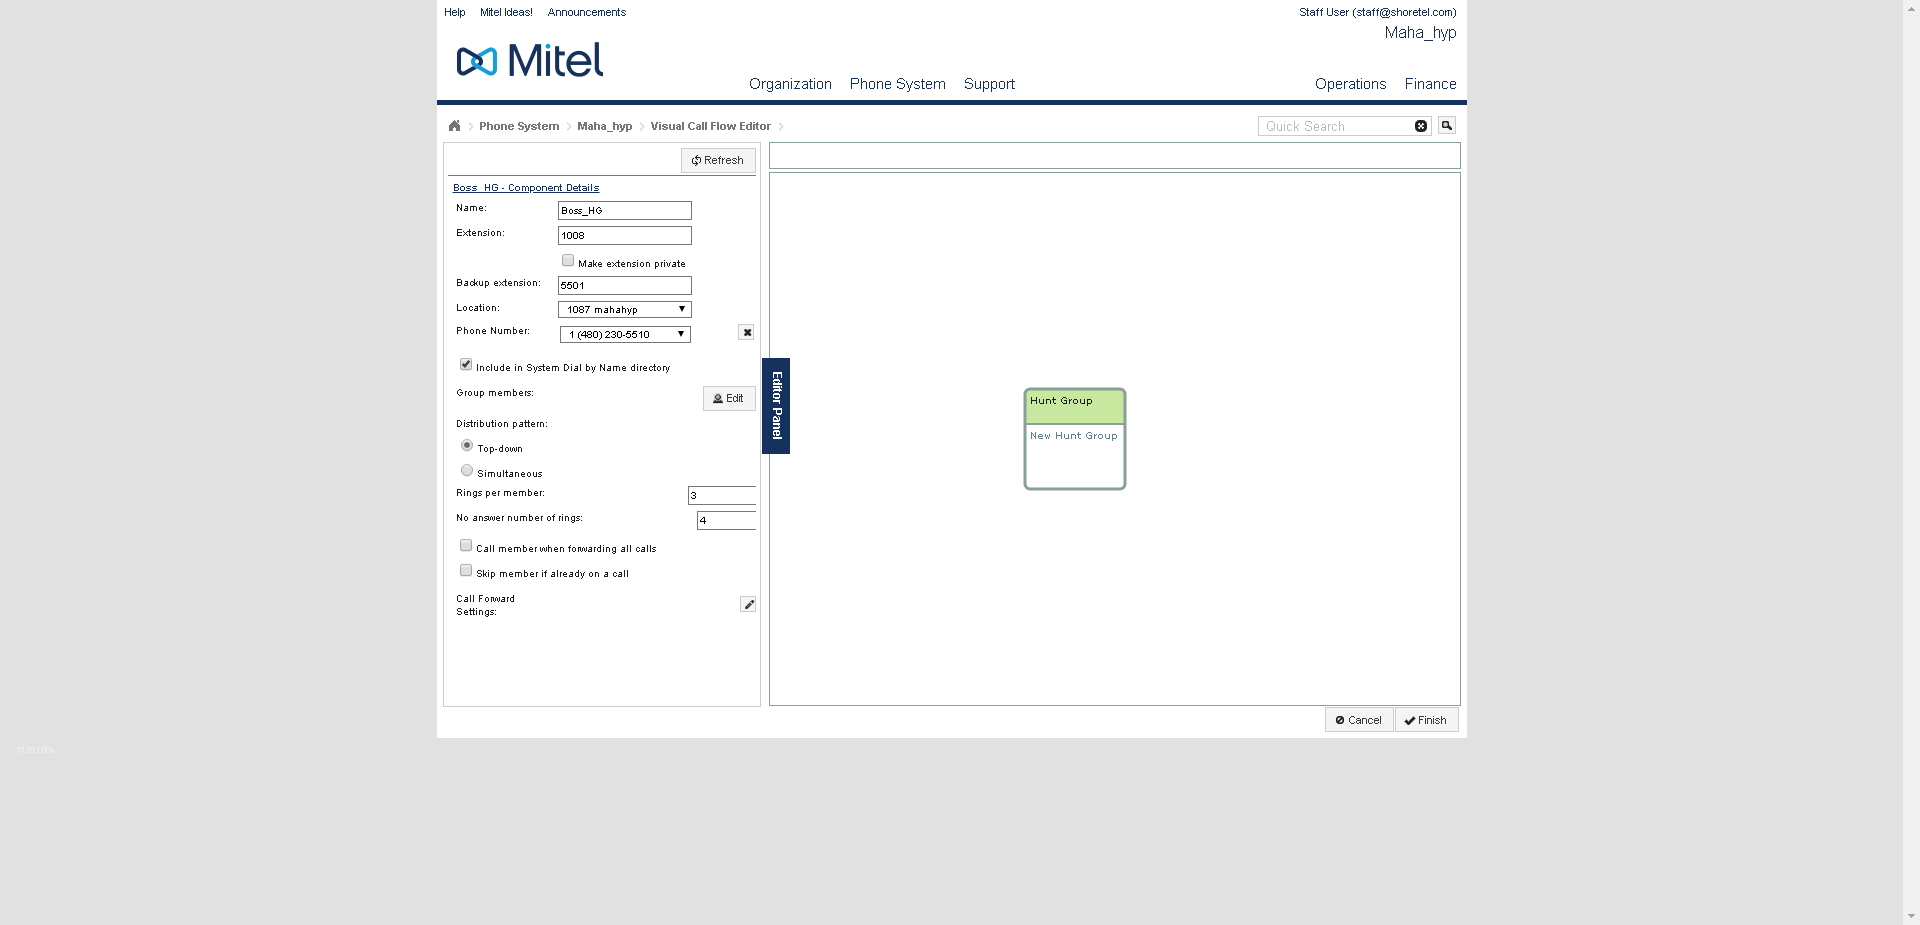 Help Mitel Ideas! Announcements Staff User (staff@shoretel.com)
Maha_hyp
Mitel
Organization Phone System Support Operations Finance
Phone System Maha_hyp Visual Call Flow Editor Quick Search
Refresh
Boss_HG - Component Details
Name: Boss_HG
Extension: 1008
Make extension private
Backup extension: 5501
Location: 1087 mahahyp
Phone Number: 1 (480) 230-5510
Include in System Dial by Name directory
Group members: Edit
Distribution pattern:
Top-down
Simultaneous
Rings per member: 3
No answer number of rings: 4
Call member when forwarding all calls
Skip member if already on a call
Call Forward
Settings:
Editor Panel
Hunt Group
New Hunt Group
Cancel Finish